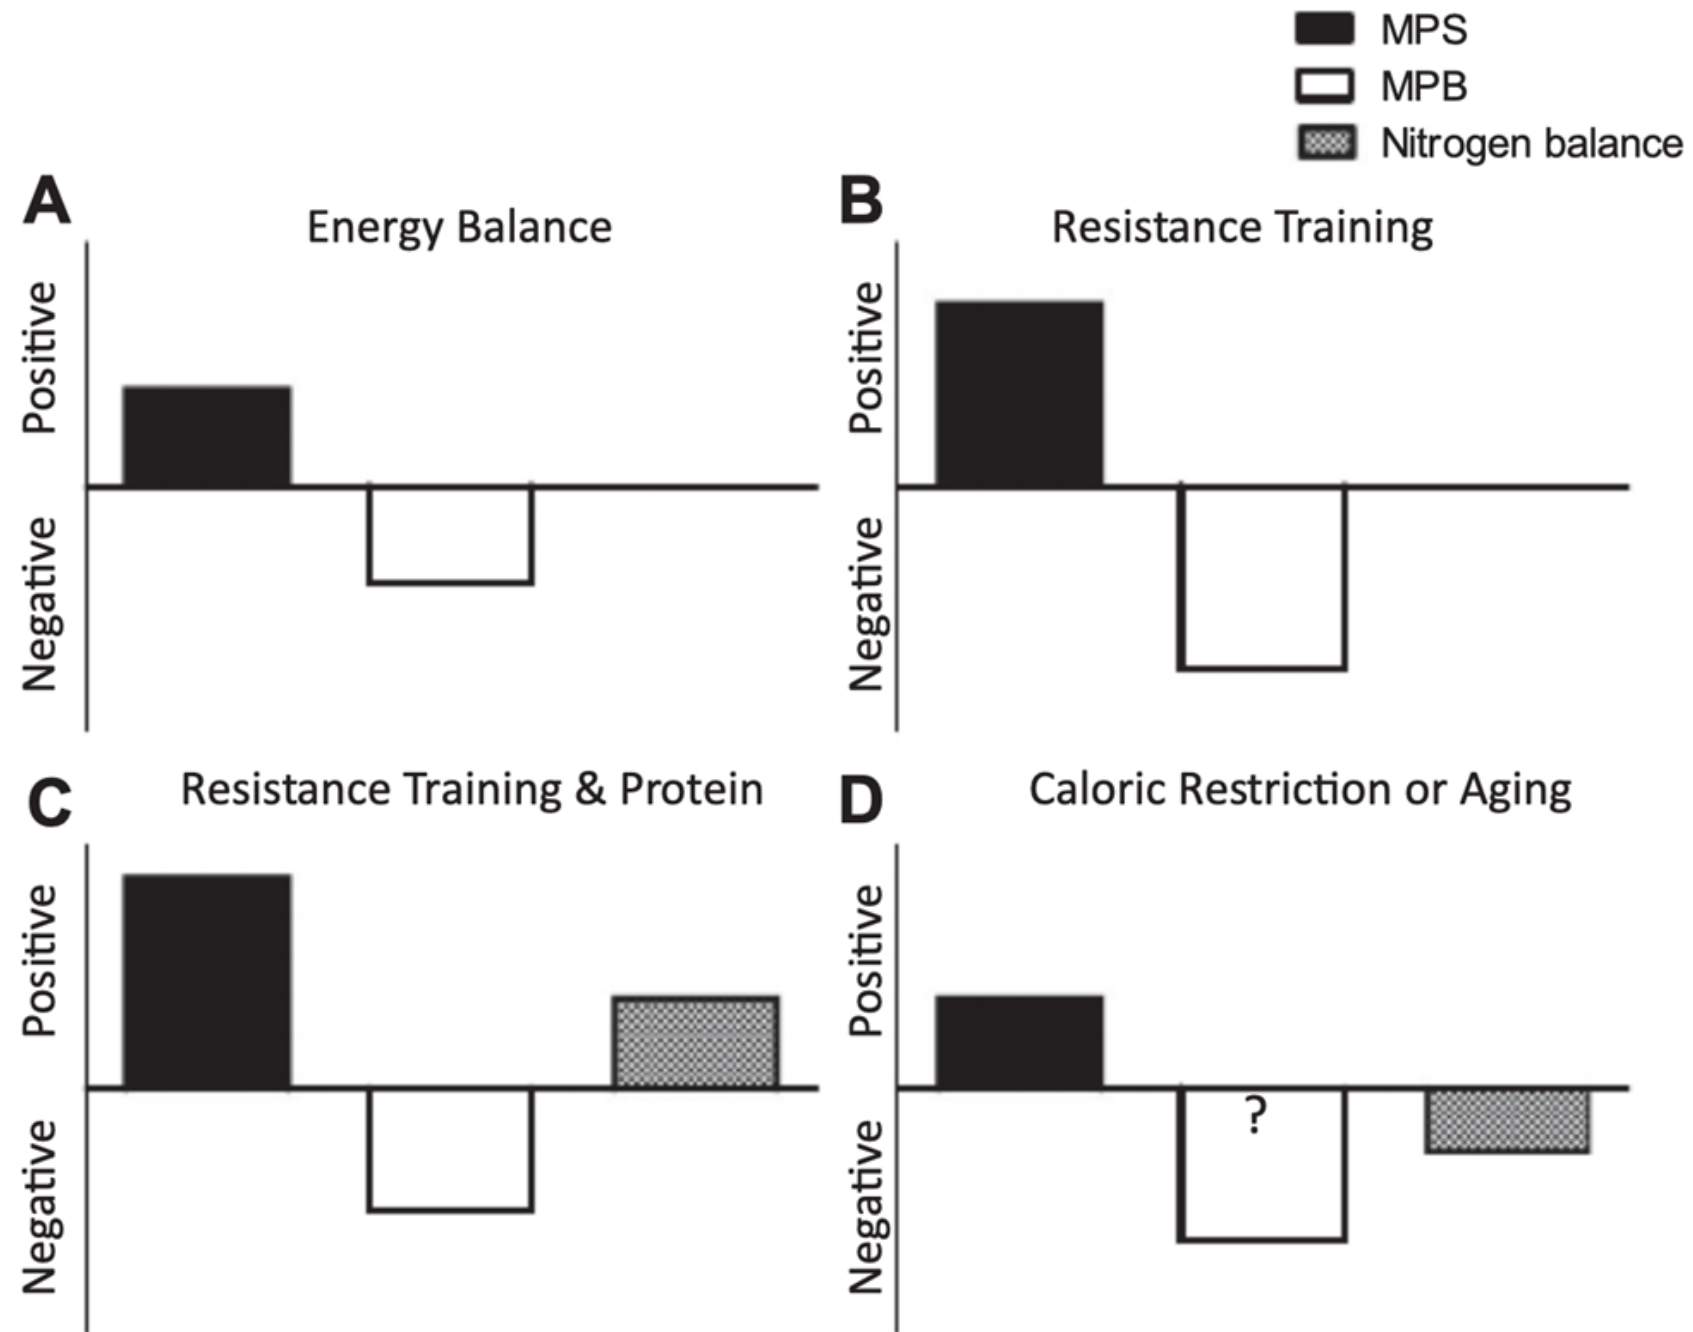 MPS
MPB
Nitrogen balance
A
Energy Balance
Positive
Negative
B
Resistance Training
Positive
Negative
C
Resistance Training & Protein
Positive
Negative
D
Caloric Restriction or Aging
Positive
Negative
?